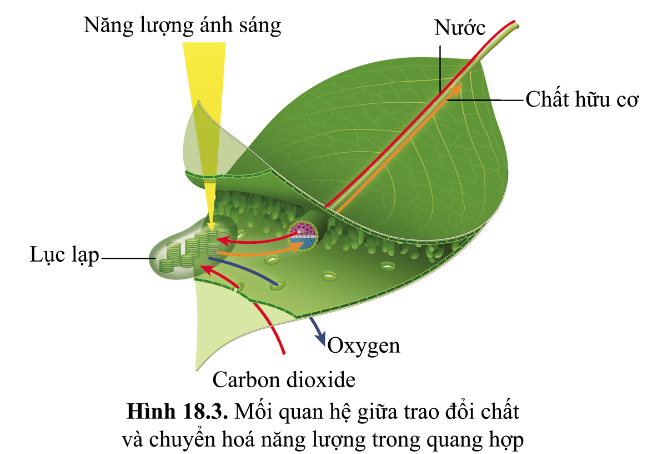 Năng lượng ánh sáng
Nước
Chất hữu cơ
Lục lạp
Oxygen
Carbon dioxide
Hình 18.3. Mối quan hệ giữa trao đổi chất
và chuyển hoá năng lượng trong quang hợp